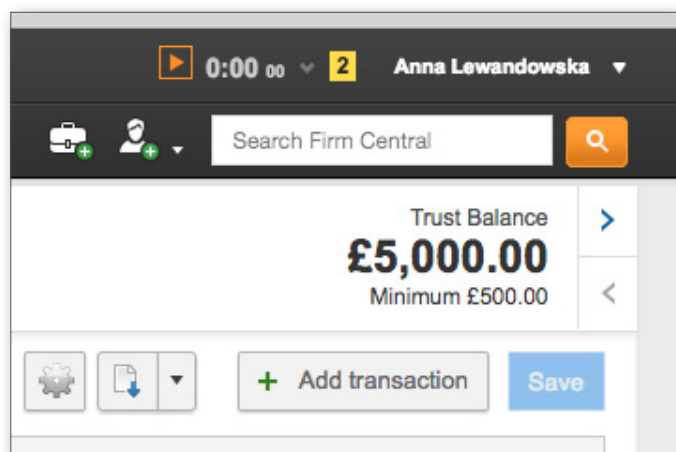 0:00 00 2 Anna Lewandowska
Search Firm Central
Trust Balance
£5,000.00
Minimum £500.00
+ Add transaction Save